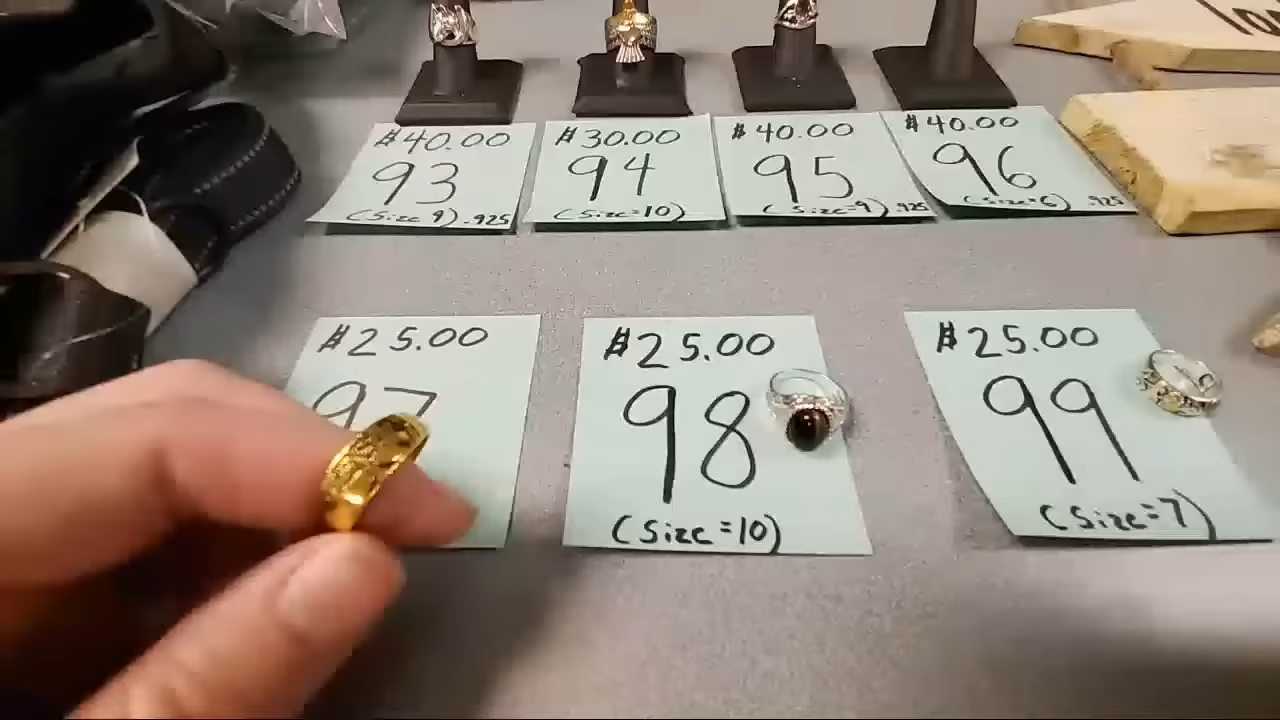 $40.00
93
(Size 9) .925
$30.00
94
(Size=10)
$40.00
95
(Size=9) .925
$40.00
96
(Size=6) .925
$25.00
97
$25.00
98
(Size=10)
$25.00
99
(Size=7)